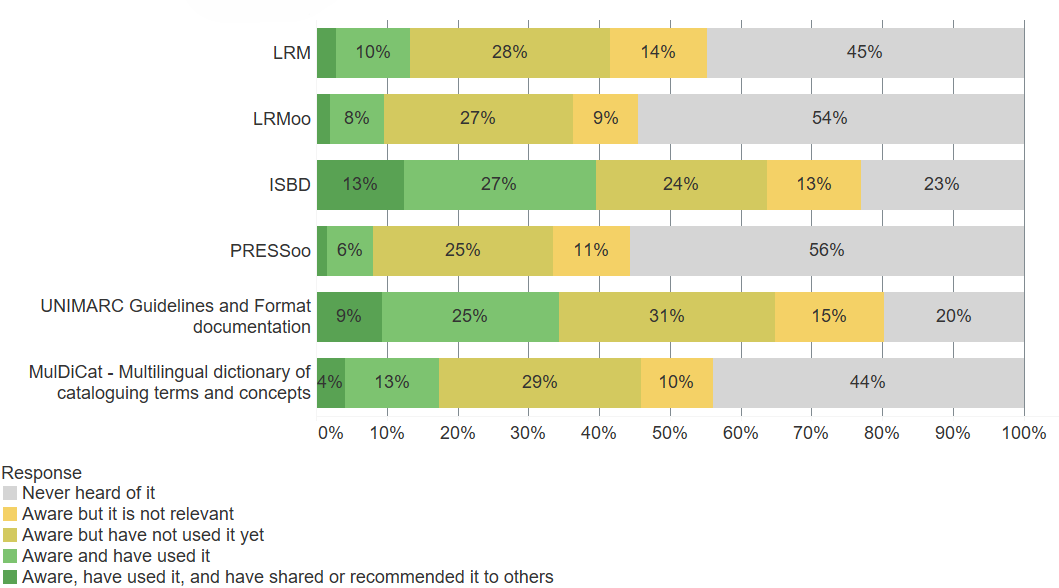 LRM
10%
28%
14%
45%
LRMoo
8%
27%
9%
54%
ISBD
13%
27%
24%
13%
23%
PRESSoo
6%
25%
11%
56%
UNIMARC Guidelines and Format
documentation
9%
25%
31%
15%
20%
MulDiCat - Multilingual dictionary of
cataloguing terms and concepts
4%
13%
29%
10%
44%
0% 10% 20% 30% 40% 50% 60% 70% 80% 90% 100%
Response
Never heard of it
Aware but it is not relevant
Aware but have not used it yet
Aware and have used it
Aware, have used it, and have shared or recommended it to others